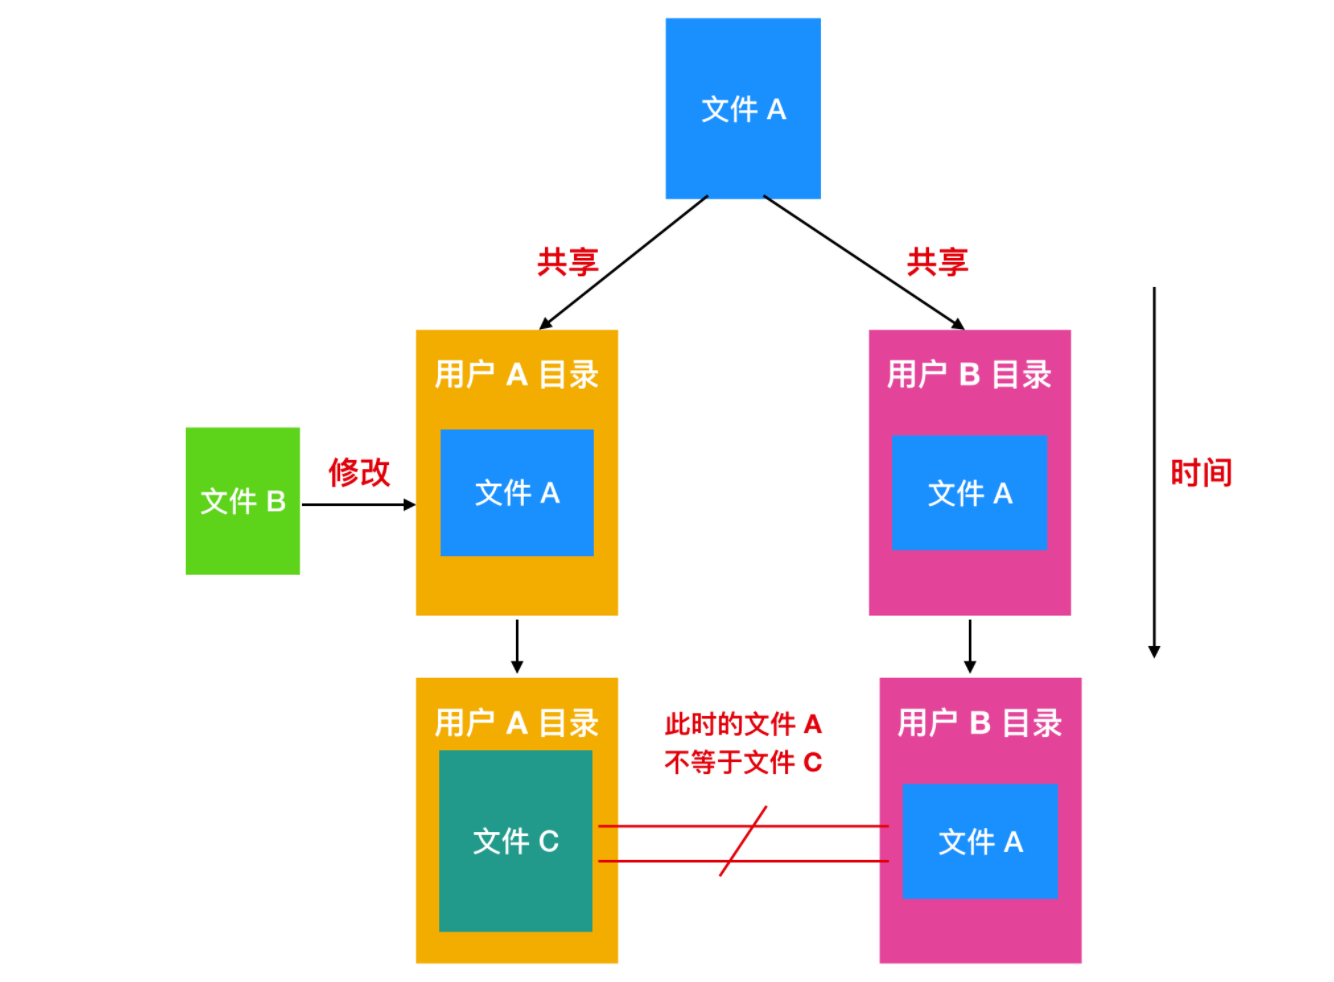 文件 A
共享
共享
用户 A 目录
用户 B 目录
文件 B
修改
文件 A
文件 A
时间
用户 A 目录
此时的文件 A
不等于文件 C
用户 B 目录
文件 C
文件 A